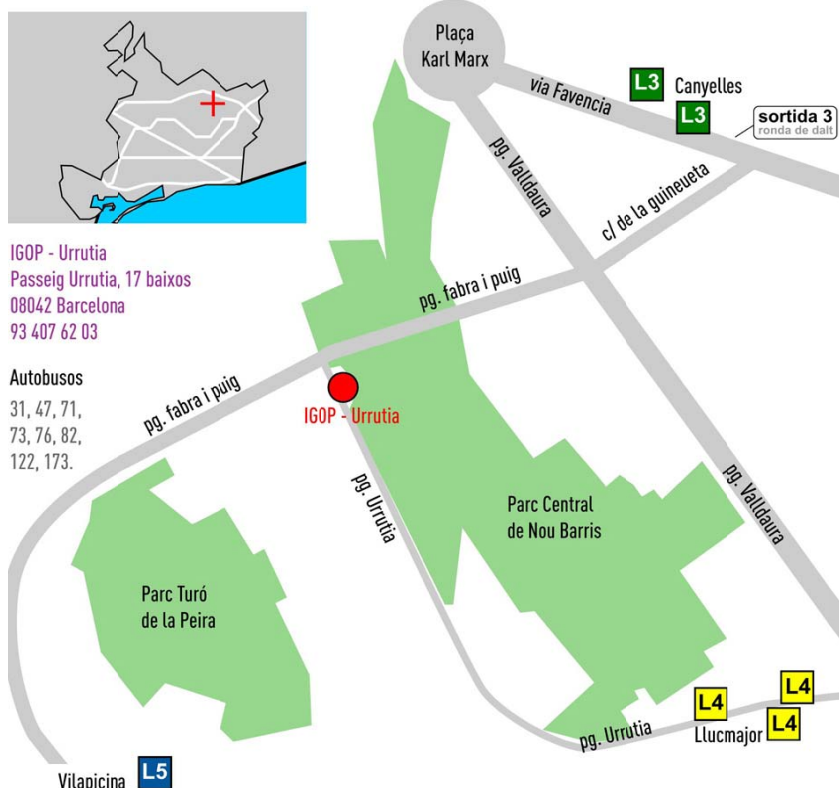 Plaça
Karl Marx
via Favencia
L3
Canyelles
L3
sortida 3
ronda de dalt
pg. Valldaura
c/ de la guineueta
IGOP - Urrutia
Passeig Urrutia, 17 baixos
08042 Barcelona
93 407 62 03
pg. fabra i puig
Autobusos
31, 47, 71,
73, 76, 82,
122, 173.
pg. fabra i puig
IGOP - Urrutia
pg. Urrutia
pg. Valldaura
Parc Central
de Nou Barris
Parc Turó
de la Peira
L4
L4
L4
Llucmajor
pg. Urrutia
Vilapicina
L5